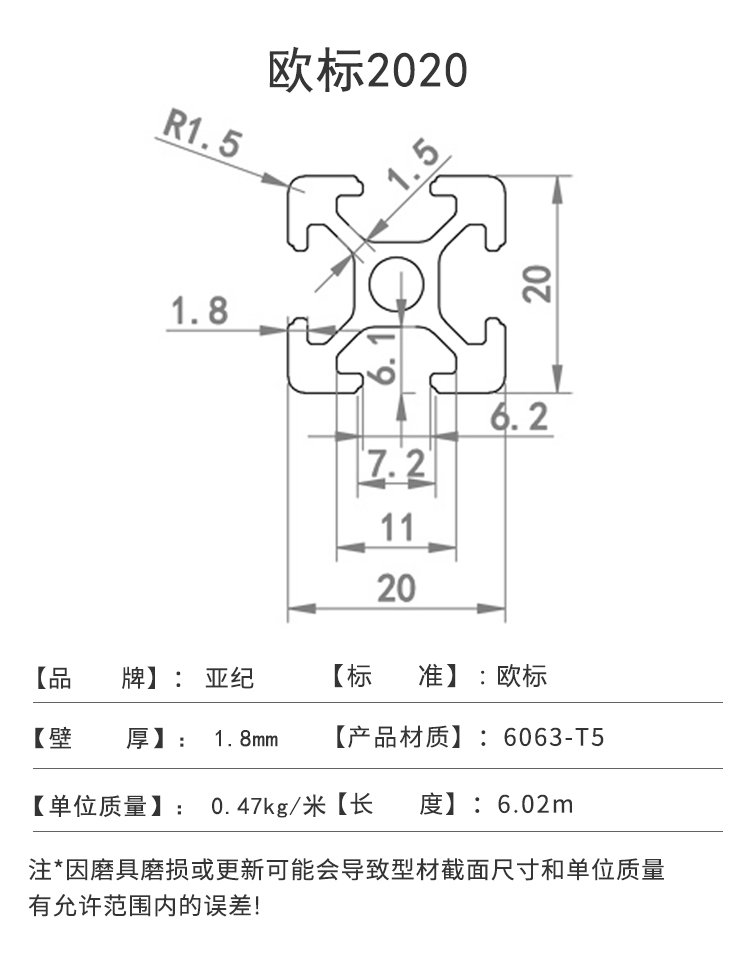 欧标2020
R1.5
1.5
20
1.8
6.1
6.2
7.2
11
20
【品 牌】： 亚纪 【标 准】：欧标
【壁 厚】： 1.8mm 【产品材质】：6063-T5
【单位质量】： 0.47kg/米 【长 度】：6.02m
注*因磨具磨损或更新可能会导致型材截面尺寸和单位质量
有允许范围内的误差!